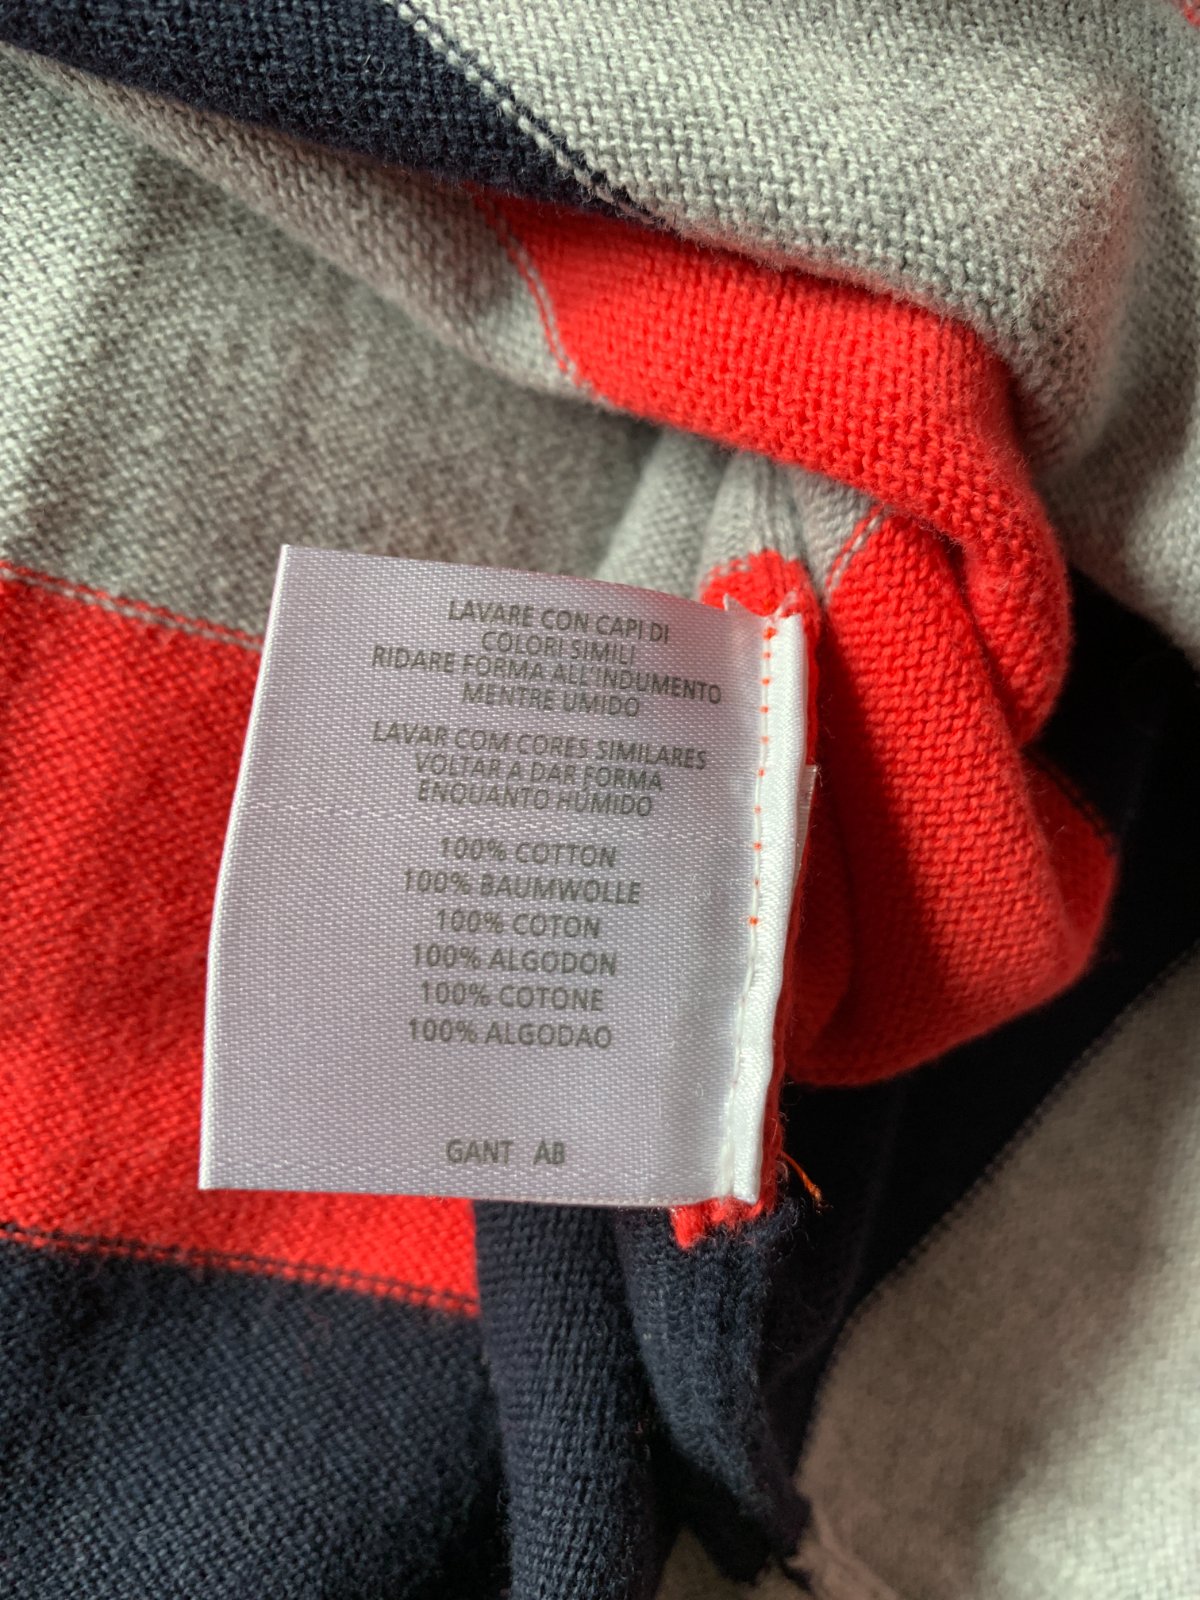 LAVARE CON CAPI DI
COLORI SIMILI
RIDARE FORMA ALL'INDUMENTO
MENTRE UMIDO
LAVAR COM CORES SIMILARES
VOLTAR A DAR FORMA
ENQUANTO HÚMIDO
100% COTTON
100% BAUMWOLLE
100% COTON
100% ALGODON
100% COTONE
100% ALGODAO
GANT AB